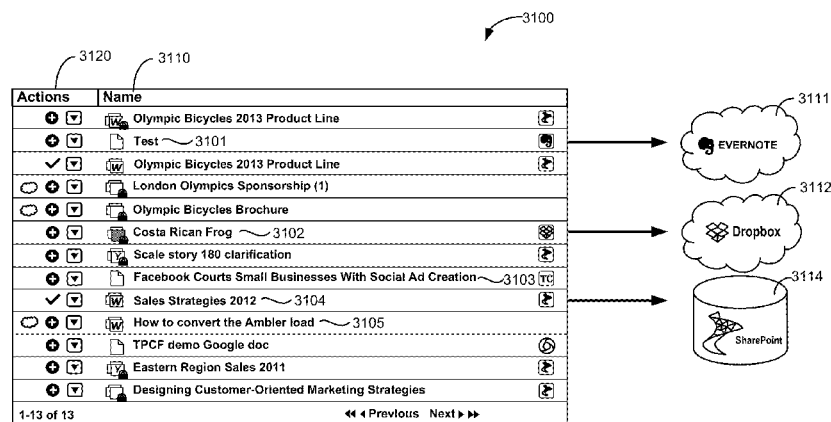 3100
3120
3110
Actions Name
Olympic Bicycles 2013 Product Line
Test 3101
Olympic Bicycles 2013 Product Line
London Olympics Sponsorship (1)
Olympic Bicycles Brochure
Costa Rican Frog 3102
Scale story 180 clarification
Facebook Courts Small Businesses With Social Ad Creation 3103 TC
Sales Strategies 2012 3104
How to convert the Ambler load 3105
TPCF demo Google doc
Eastern Region Sales 2011
Designing Customer-Oriented Marketing Strategies
1-13 of 13 Previous Next
3111
EVERNOTE
3112
Dropbox
3114
SharePoint